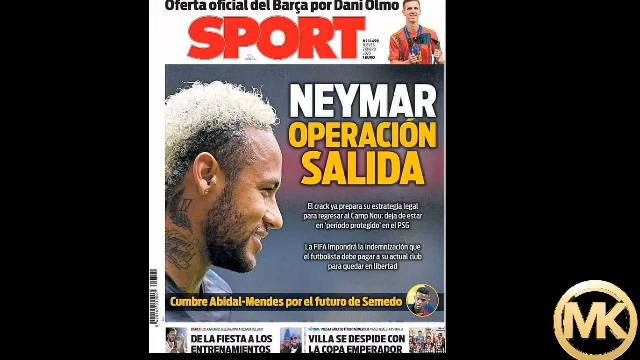 Oferta oficial del Barça por Dani Olmo
SPORT
1 EURO
NEYMAR
OPERACIÓN
SALIDA
El crack ya prepara su estrategia legal
para regresar al Camp Nou: deja de estar
en 'período protegido' en el PSG
La FIFA impondrá la indemnización que
el futbolista debe pagar a su actual club
para quedar en libertad
Cumbre Abidal-Mendes por el futuro de Semedo
DE LA FIESTA A LOS
ENTRENAMIENTOS
VILLA SE DESPIDE CON
LA COPA EMPERADOR
MK